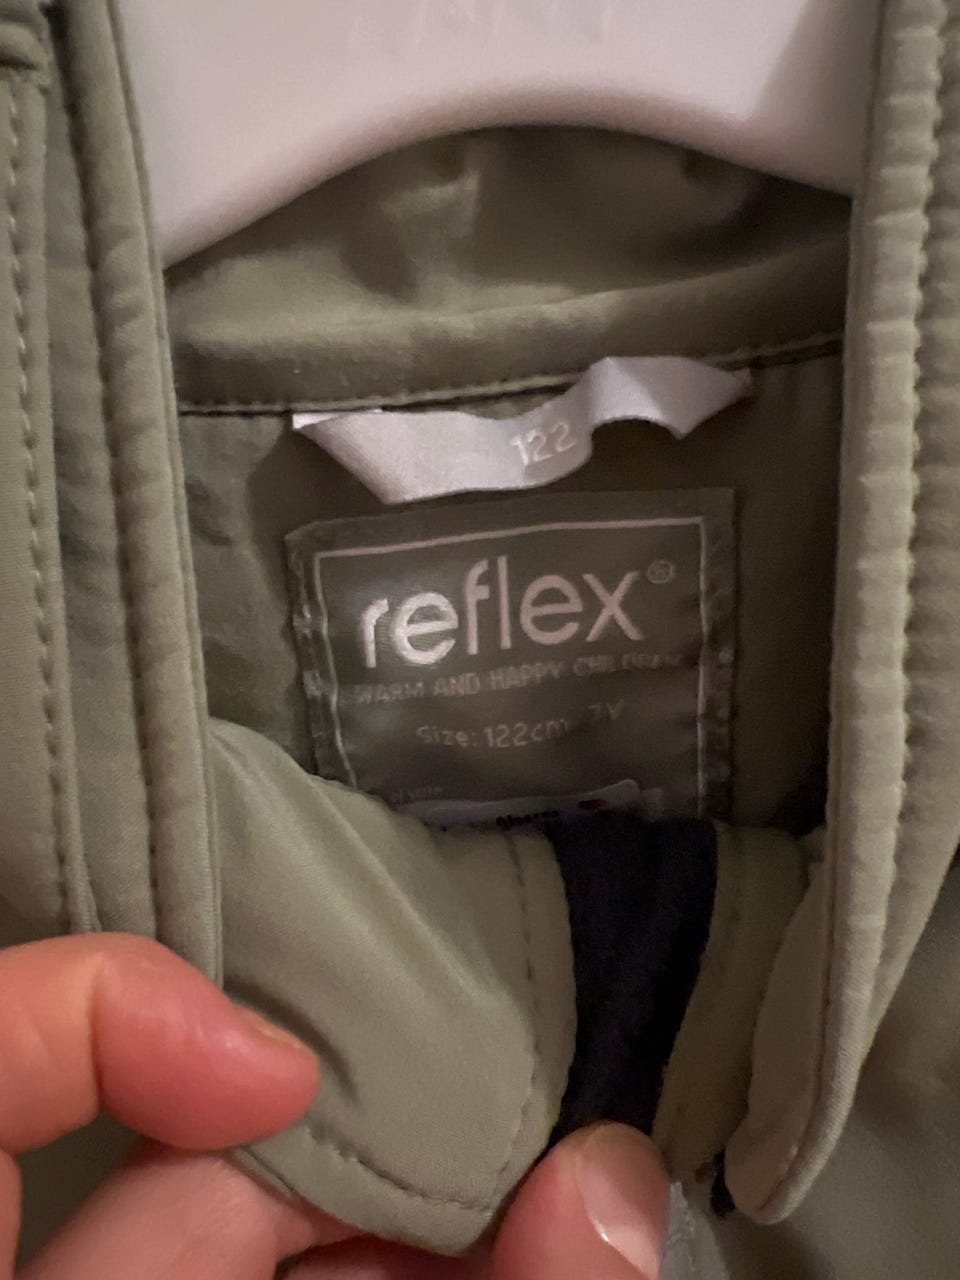 122
reflex®
WARM AND HAPPY CHILDREN
Size: 122cm 7Y